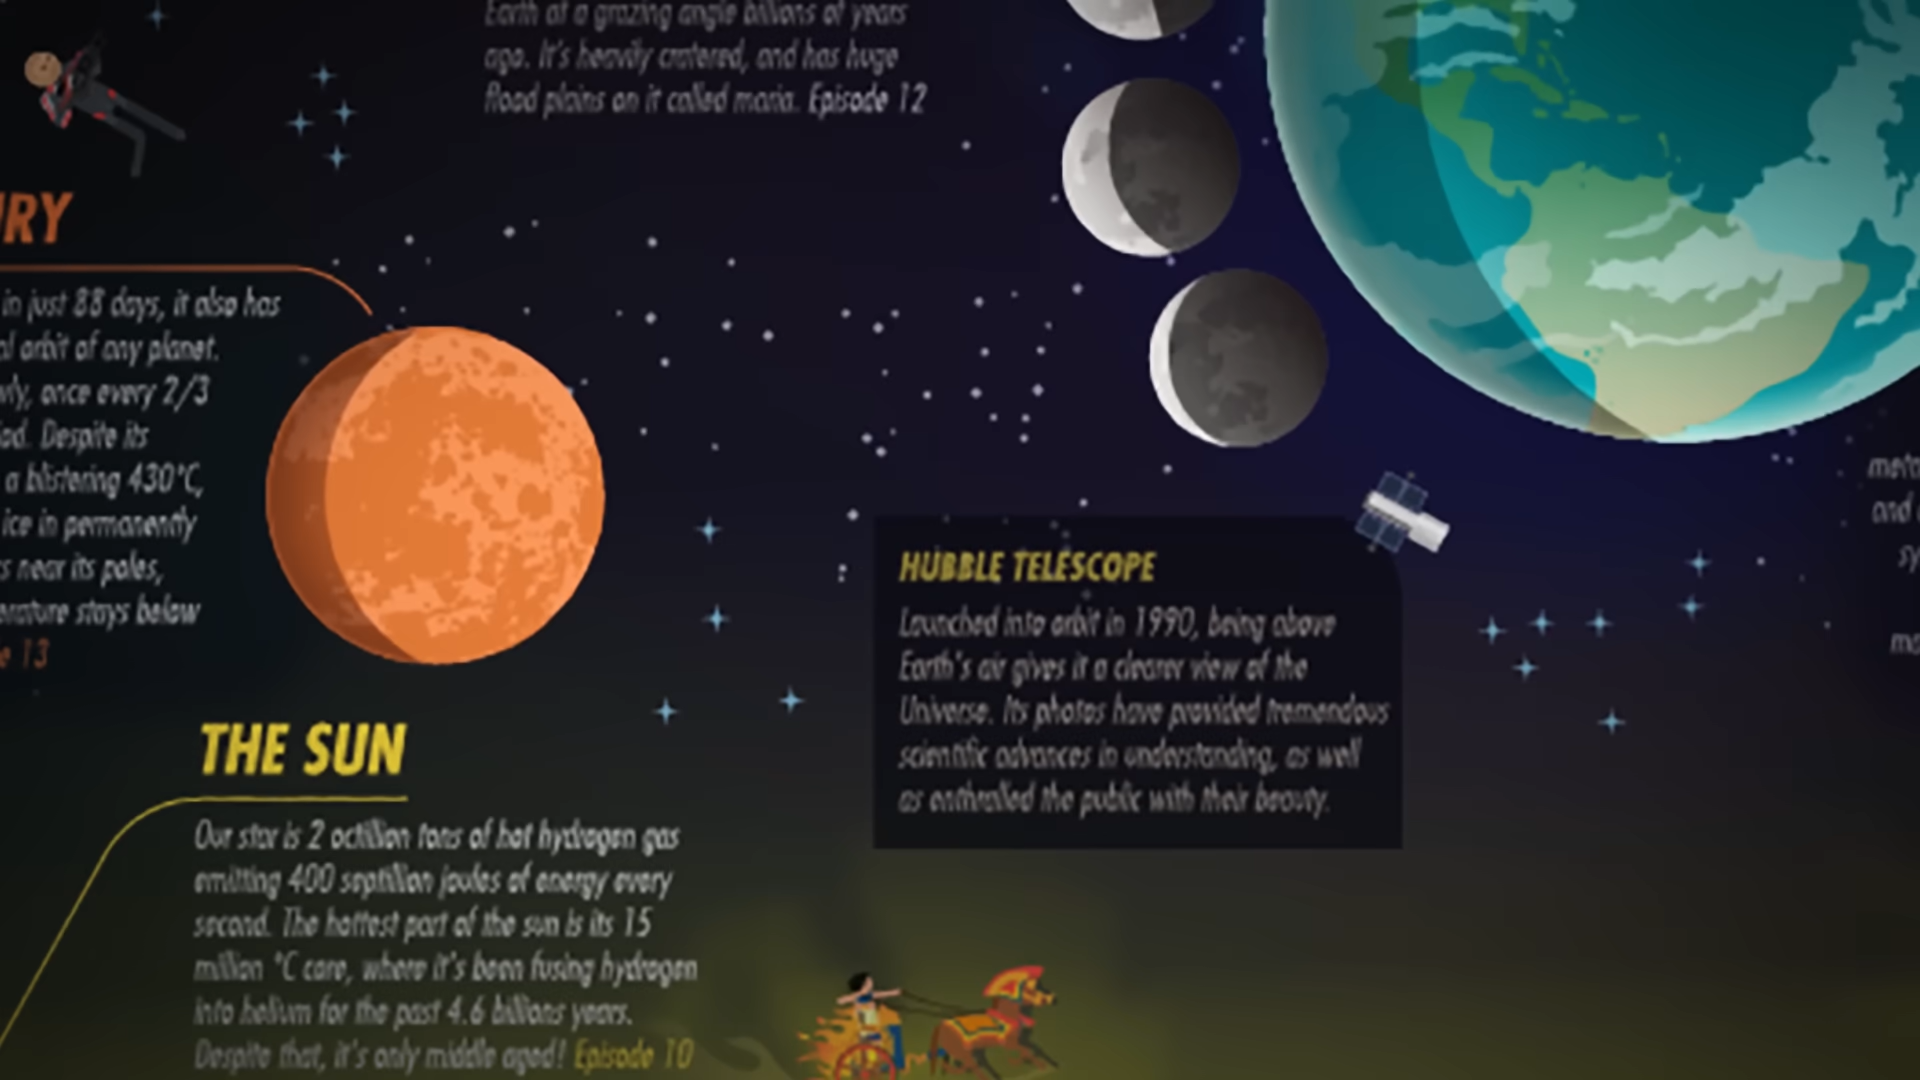 Earth at a grazing angle billions of years
ago. It's heavily cratered, and has huge
flood plains on it called maria. Episode 12
URY
in just 88 days, it also has
al orbit of any planet.
wly, once every 2/3
iod. Despite its
a blistering 430°C,
ice in permanently
s near its poles,
erature stays below
e 13
THE SUN
Our star is 2 octillion tons of hot hydrogen gas
emitting 400 septillion joules of energy every
second. The hottest part of the sun is its 15
million °C core, where it's been fusing hydrogen
into helium for the past 4.6 billions years.
Despite that, it's only middle aged! Episode 10
HUBBLE TELESCOPE
Launched into orbit in 1990, being above
Earth's air gives it a clearer view of the
Universe. Its photos have provided tremendous
scientific advances in understanding, as well
as enthralled the public with their beauty.
and